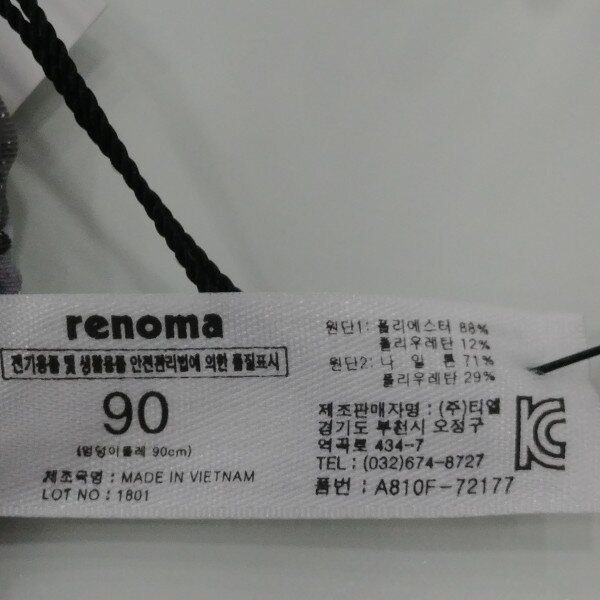 renoma
전기용품 및 생활용품 안전관리법에 의한 품질표시
90
(엉덩이둘레 90cm)
제조국명 : MADE IN VIETNAM
LOT NO : 1801
원단1: 폴리에스터 88%
폴리우레탄 12%
원단2: 나 일 론 71%
폴리우레탄 29%
제조판매자명 : (주)티엘
경기도 부천시 오정구
역곡로 434-7
TEL : (032)674-8727
품번 : A810F-72177
KC